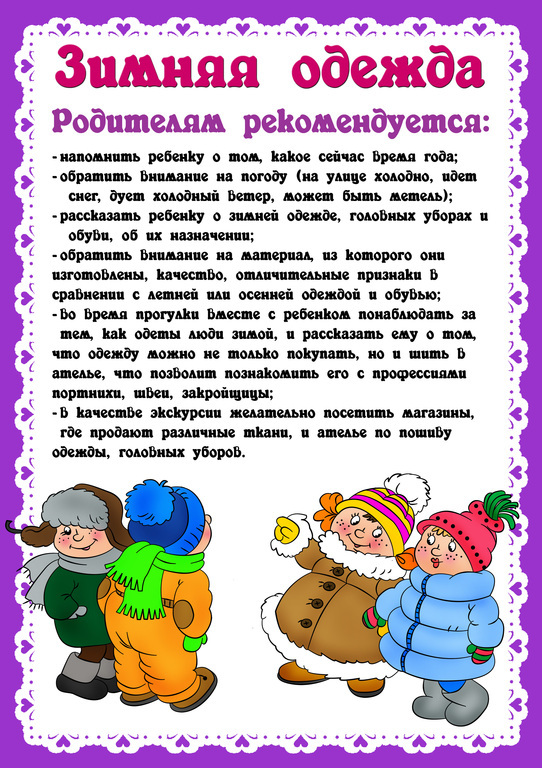 Зимняя одежда
Родителям рекомендуется:
-напомнить ребенку о том, какое сейчас время года;
-обратить внимание на погоду (на улице холодно, идет
снег, дует холодный ветер, может быть метель);
-рассказать ребенку о зимней одежде, головных уборах и
обуви, об их назначении;
-обратить внимание на материал, из которого они
изготовлены, качество, отличительные признаки в
сравнении с летней или осенней одеждой и обувью;
-во время прогулки вместе с ребенком понаблюдать за
тем, как одеты люди зимой, и рассказать ему о том,
что одежду можно не только покупать, но и шить в
ателье, что позволит познакомить его с профессиями
портнихи, швеи, закройщицы;
-в качестве экскурсии желательно посетить магазины,
где продают различные ткани, и ателье по пошиву
одежды, головных уборов.